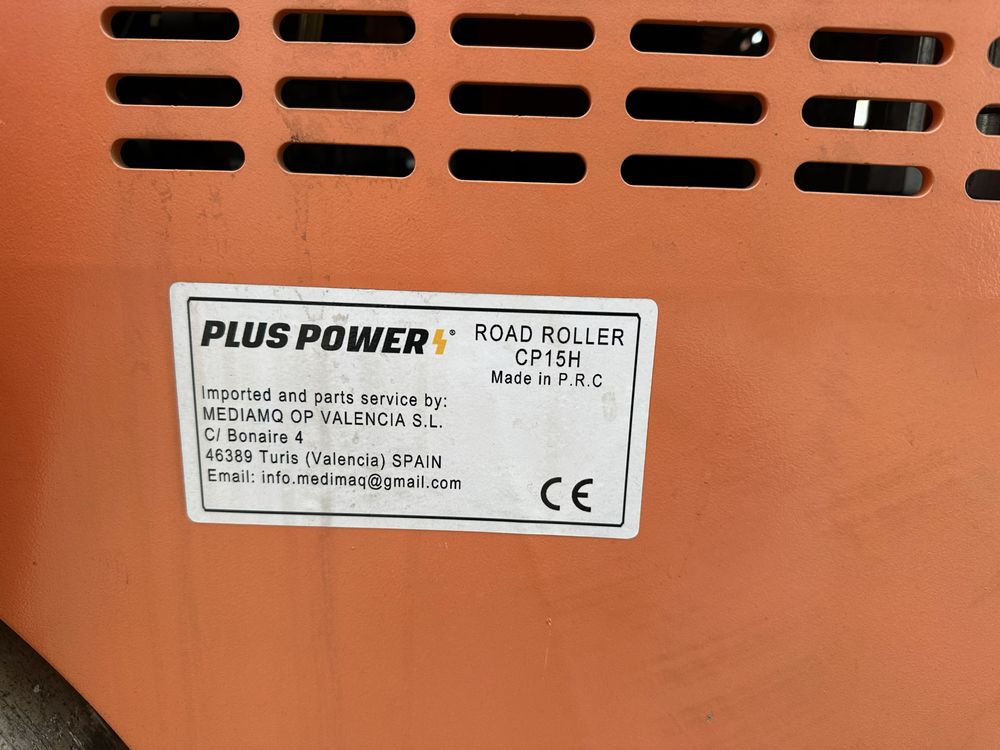 PLUS POWER®
ROAD ROLLER
CP15H
Made in P.R.C
Imported and parts service by:
MEDIAMQ OP VALENCIA S.L.
C/ Bonaire 4
46389 Turis (Valencia) SPAIN
Email: info.medimaq@gmail.com
CE